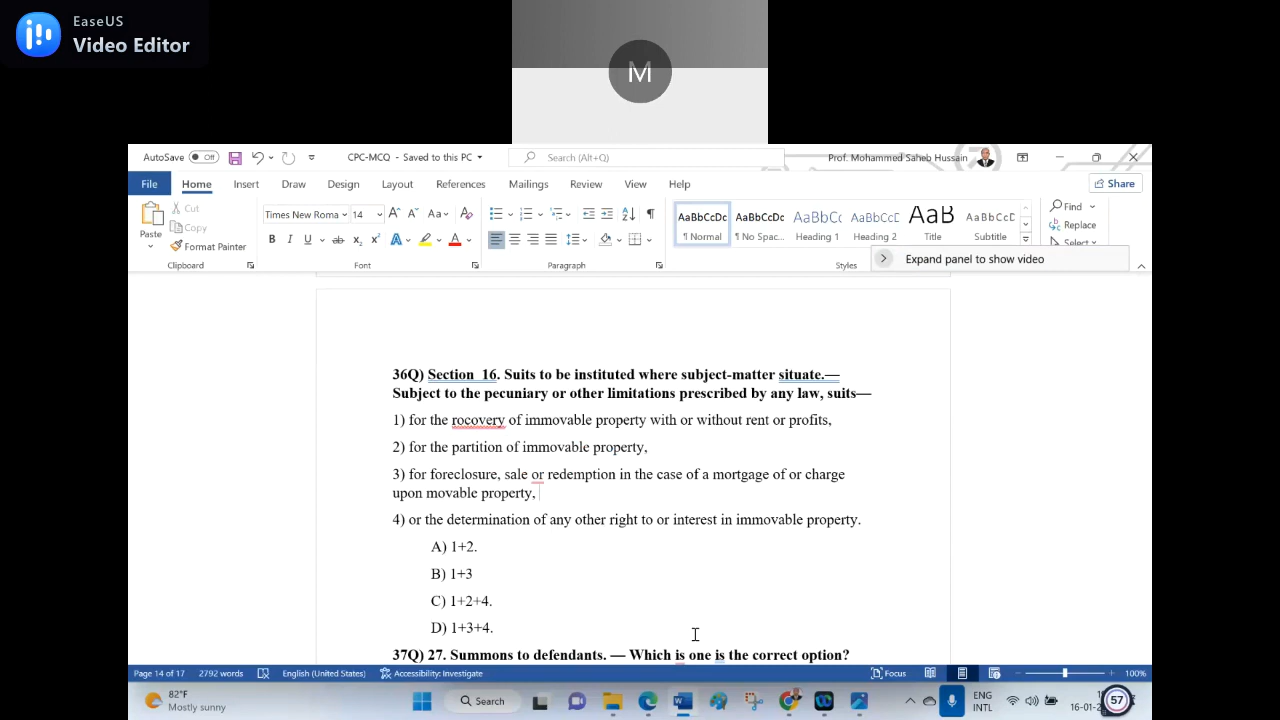 EaseUS
Video Editor
M
AutoSave Off CPC-MCQ - Saved to this PC Search (Alt+Q) Prof. Mohammed Saheb Hussain
File Home Insert Draw Design Layout References Mailings Review View Help Share
Paste Cut Copy Format Painter
Clipboard
Times New Roma 14 A A Aa
B I U ab x2 x2 A A
Font
Paragraph
AaBbCcDc AaBbCcDc AaBbC AaBbCcD AaB AaBbCcD
Normal No Spac... Heading 1 Heading 2 Title Subtitle
Styles
Find
Replace
Select
Expand panel to show video
36Q) Section 16. Suits to be instituted where subject-matter situate.—
Subject to the pecuniary or other limitations prescribed by any law, suits—
1) for the rocovery of immovable property with or without rent or profits,
2) for the partition of immovable property,
3) for foreclosure, sale or redemption in the case of a mortgage of or charge
upon movable property,
4) or the determination of any other right to or interest in immovable property.
A) 1+2.
B) 1+3
C) 1+2+4.
D) 1+3+4.
37Q) 27. Summons to defendants. — Which is one is the correct option?
Page 14 of 17 2792 words English (United States) Accessibility: Investigate Focus 100%
82°F
Mostly sunny
Search
ENG
INTL
16-01-2
57